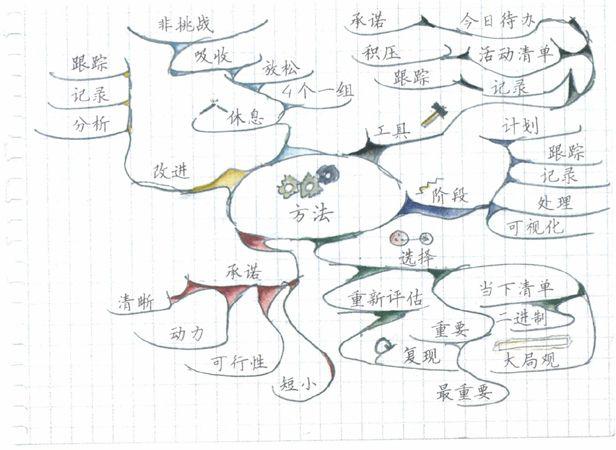 非挑战
吸收
放松
4个一组
休息
跟踪
记录
分析
改进
承诺
今日待办
积压
活动清单
跟踪
记录
工具
计划
跟踪
记录
处理
可视化
阶段
方法
选择
承诺
清晰
动力
可行性
短小
重新评估
当下清单
二进制
重要
复现
大局观
最重要